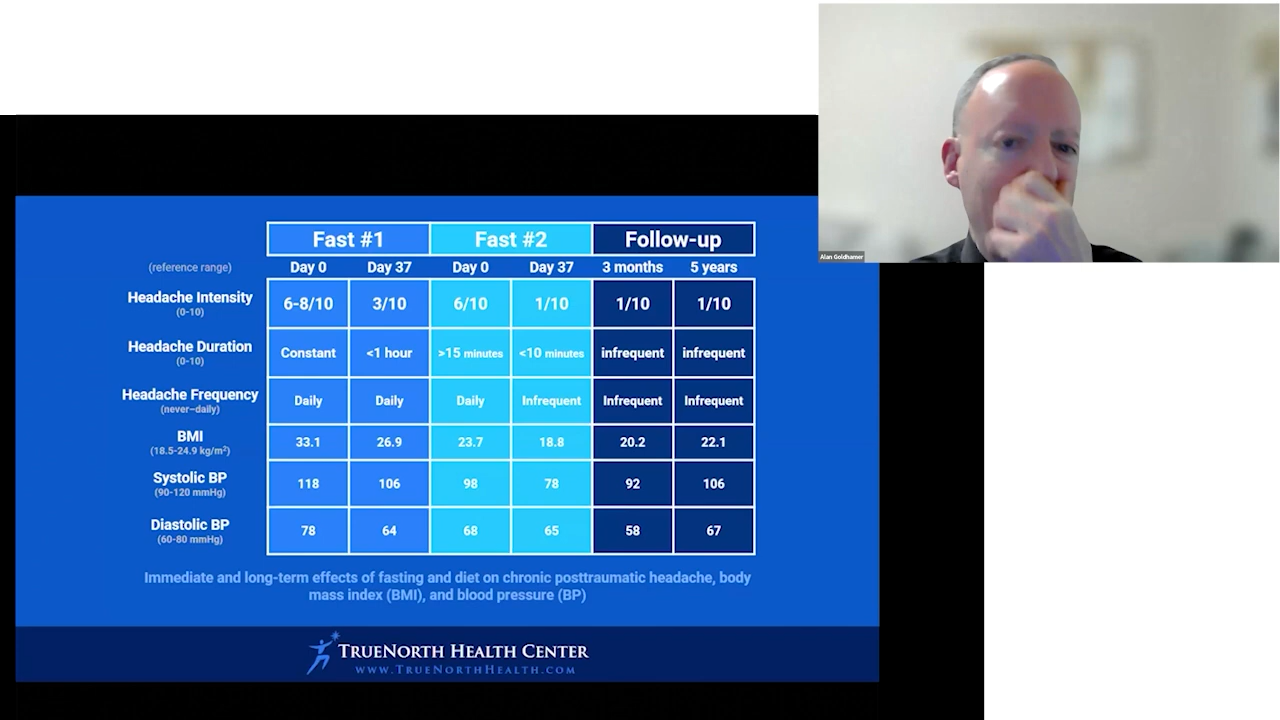 Alan Goldhamer
Fast #1 Fast #2 Follow-up
(reference range) Day 0 Day 37 Day 0 Day 37 3 months 5 years
Headache Intensity 6-8/10 3/10 6/10 1/10 1/10 1/10
(0-10)
Headache Duration Constant <1 hour >15 minutes <10 minutes infrequent infrequent
(0-10)
Headache Frequency Daily Daily Daily Infrequent Infrequent Infrequent
(never–daily)
BMI 33.1 26.9 23.7 18.8 20.2 22.1
(18.5-24.9 kg/m²)
Systolic BP 118 106 98 78 92 106
(90-120 mmHg)
Diastolic BP 78 64 68 65 58 67
(60-80 mmHg)
Immediate and long-term effects of fasting and diet on chronic posttraumatic headache, body
mass index (BMI), and blood pressure (BP)
TRUENORTH HEALTH CENTER
WWW.TRUENORTHHEALTH.COM